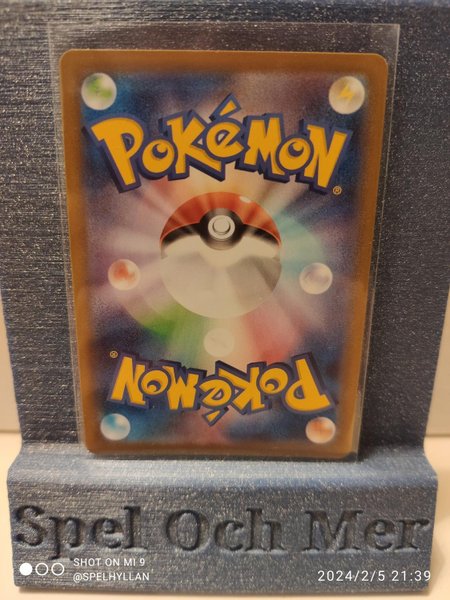 POKéMON®
POKéMON®
Spel Och Mer
SHOT ON MI 9
@SPELHYLLAN
2024/2/5 21:39